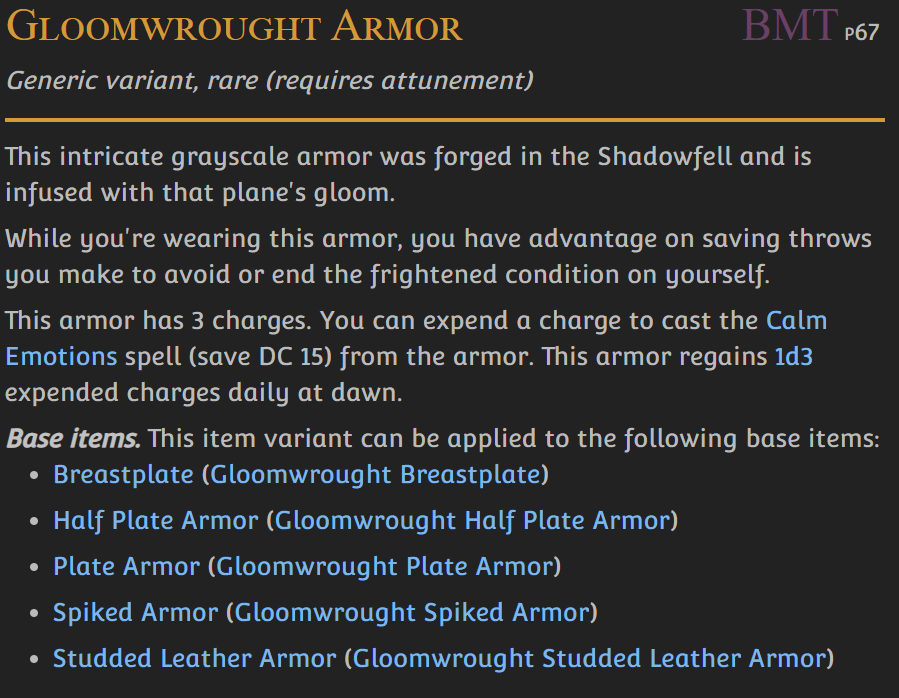 Gloomwrought Armor BMT p67
Generic variant, rare (requires attunement)
This intricate grayscale armor was forged in the Shadowfell and is
infused with that plane's gloom.
While you're wearing this armor, you have advantage on saving throws
you make to avoid or end the frightened condition on yourself.
This armor has 3 charges. You can expend a charge to cast the Calm
Emotions spell (save DC 15) from the armor. This armor regains 1d3
expended charges daily at dawn.
Base items. This item variant can be applied to the following base items:
• Breastplate (Gloomwrought Breastplate)
• Half Plate Armor (Gloomwrought Half Plate Armor)
• Plate Armor (Gloomwrought Plate Armor)
• Spiked Armor (Gloomwrought Spiked Armor)
• Studded Leather Armor (Gloomwrought Studded Leather Armor)